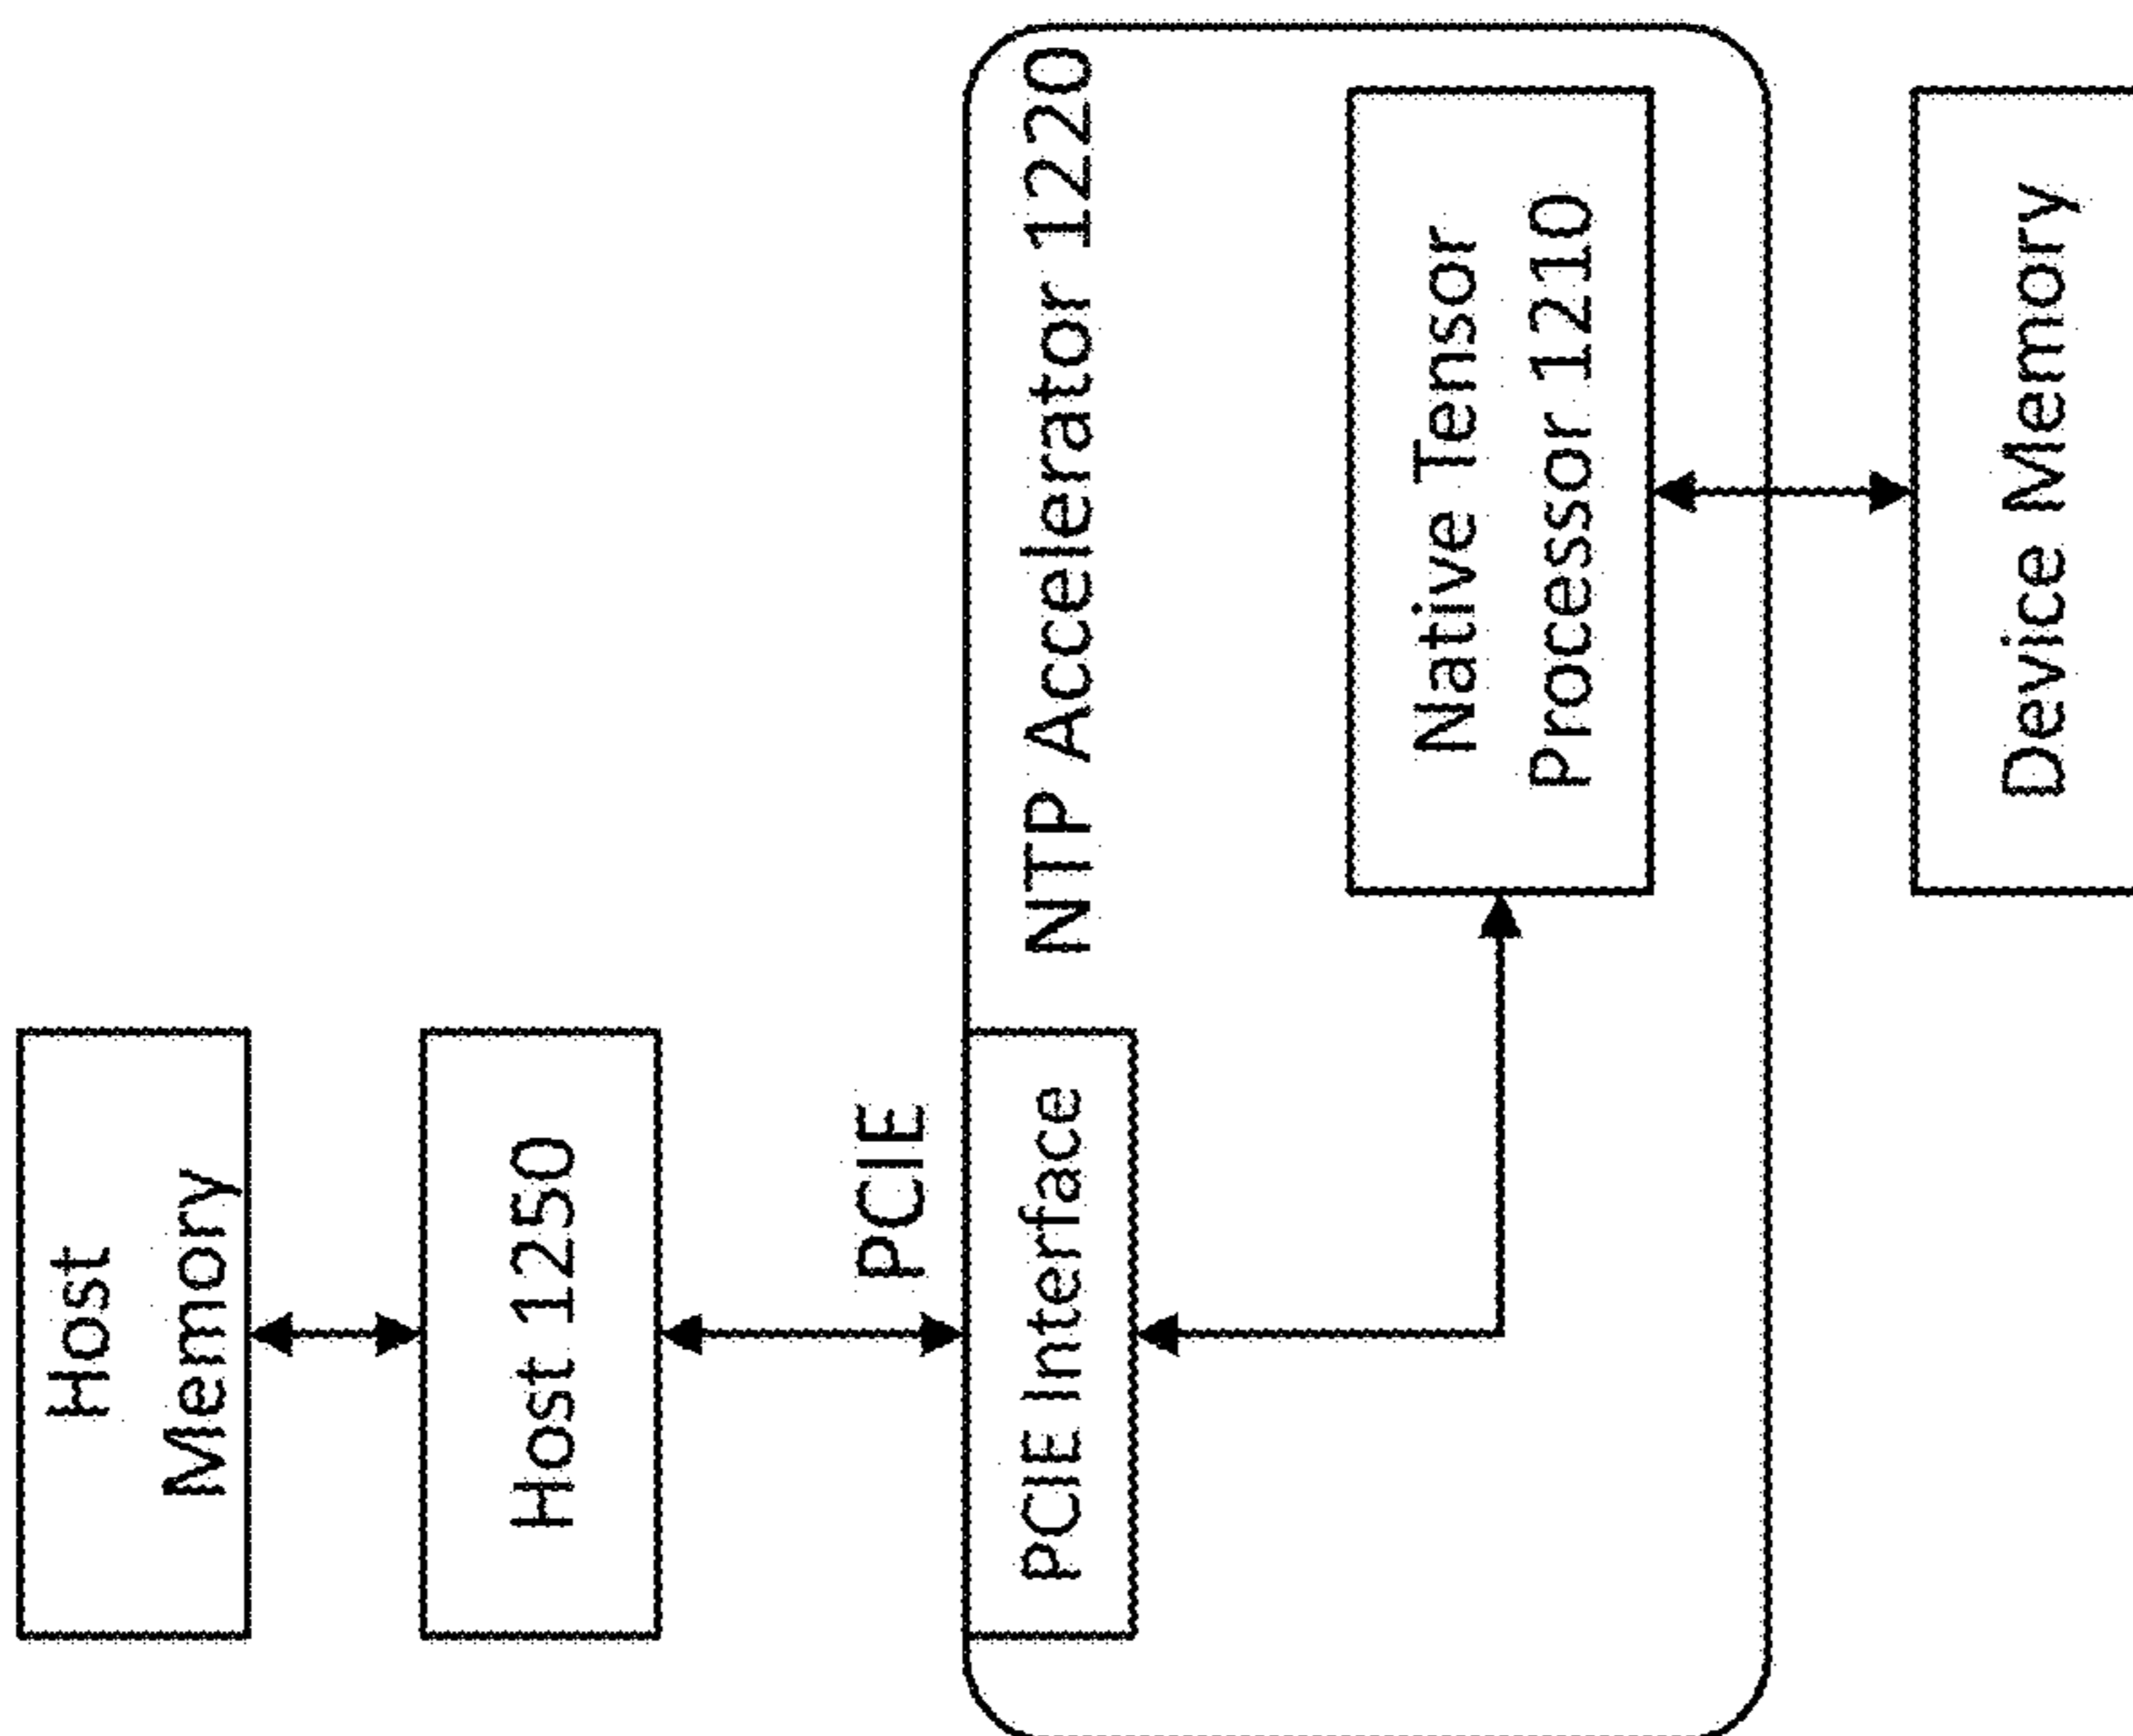 Host
Memory
Host 1250
PCIE
PCIE Interface
NTP Accelerator 1220
Native Tensor
Processor 1210
Device Memory